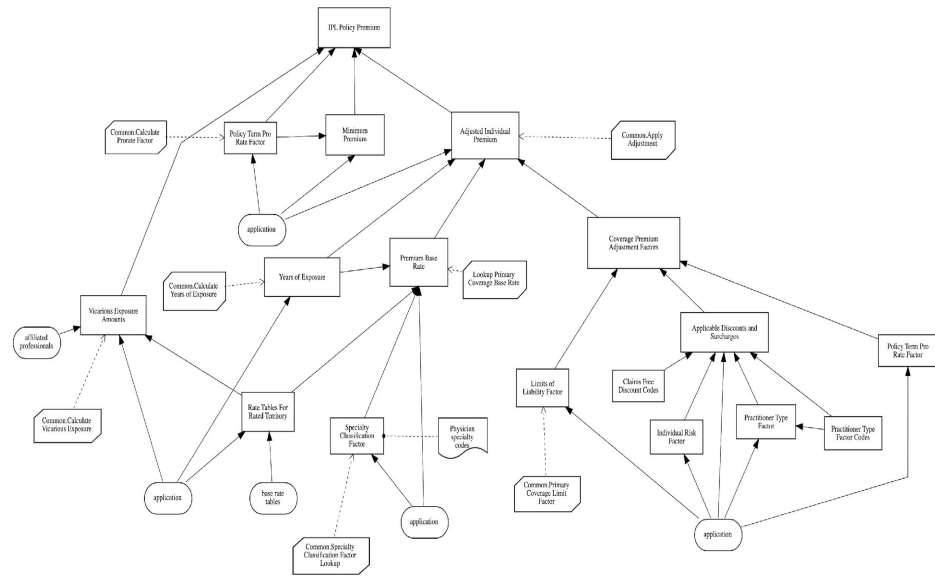 IPL Policy Premium
Common.Calculate
Prorate Factor
Policy Term Pro
Rate Factor
Minimum
Premium
Adjusted Individual
Premium
Common.Apply
Adjustment
application
Coverage Premium
Adjustment Factors
Common.Calculate
Years of Exposure
Years of Exposure
Premium Base
Rate
Lookup Primary
Coverage Base Rate
Vicarious Exposure
Amounts
affiliated
professionals
Applicable Discounts and
Surcharges
Policy Term Pro
Rate Factor
Common.Calculate
Vicarious Exposure
Rate Tables For
Rated Territory
Limits of
Liability Factor
Claims Free
Discount Codes
Specialty
Classification
Factor
Physician
specialty
codes
Individual Risk
Factor
Practitioner Type
Factor
Practitioner Type
Factor Codes
application
base rate
tables
Common.Primary
Coverage Limit
Factor
application
application
Common.Specialty
Classification Factor
Lookup